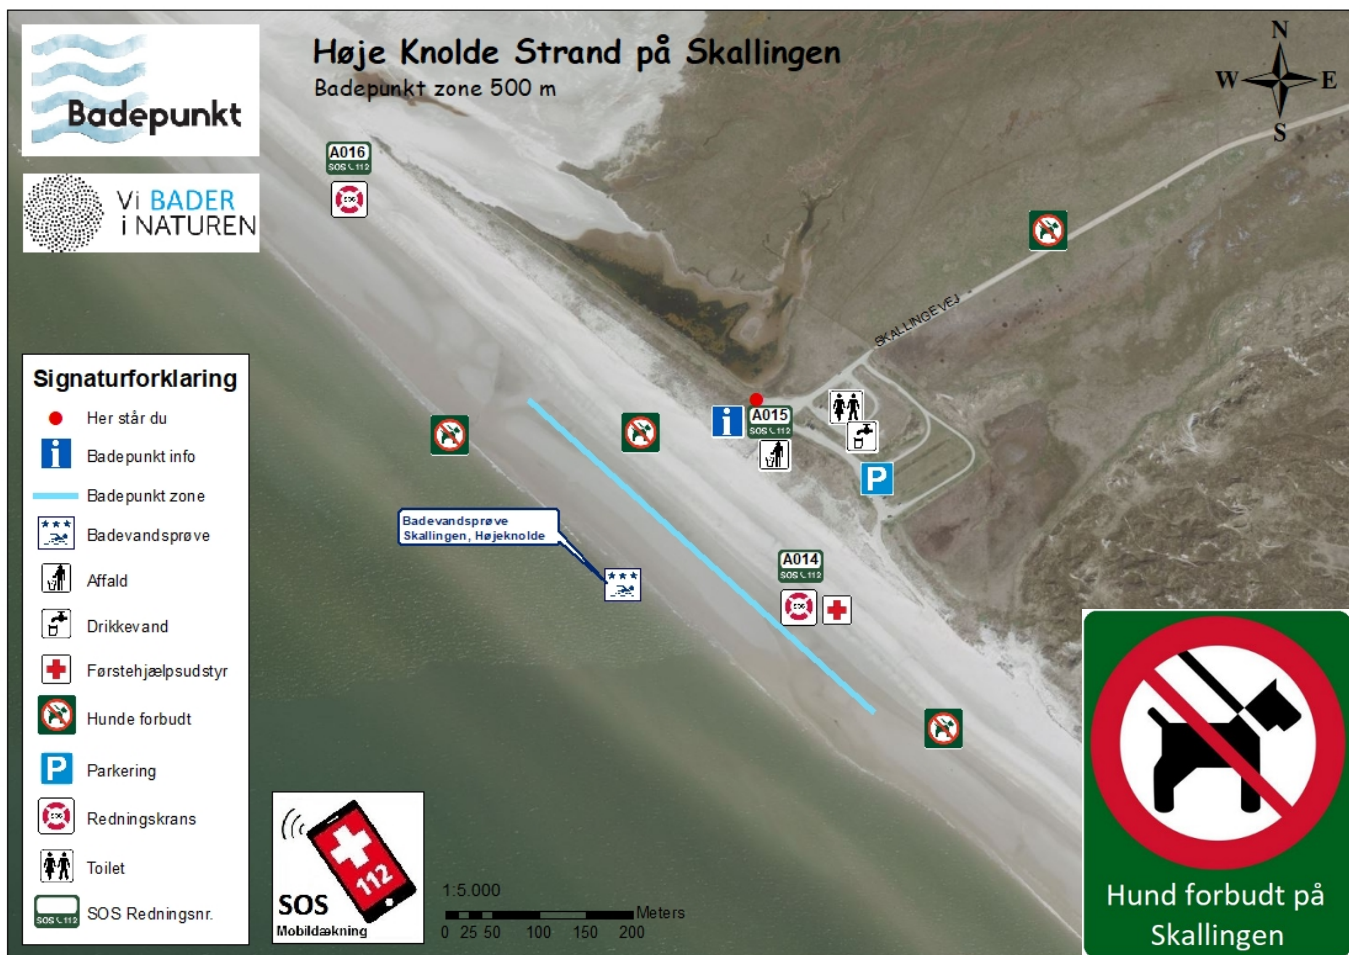 Badepunkt
Vi BADER
i NATUREN
Høje Knolde Strand på Skallingen
Badepunkt zone 500 m
N
W
E
S
A016
SOS 112
SOS
SKALLINGEVEJ
i
A015
SOS 112
P
Badevandsprøve
Skallingen, Højeknolde
A014
SOS 112
SOS
Signaturforklaring
Her står du
i Badepunkt info
Badepunkt zone
Badevandsprøve
Affald
Drikkevand
Førstehjælpsudstyr
Hunde forbudt
P Parkering
SOS Redningskrans
Toilet
SOS 112 SOS Redningsnr.
112
SOS
Mobildækning
1:5.000
Meters
0 25 50 100 150 200
Hund forbudt på
Skallingen